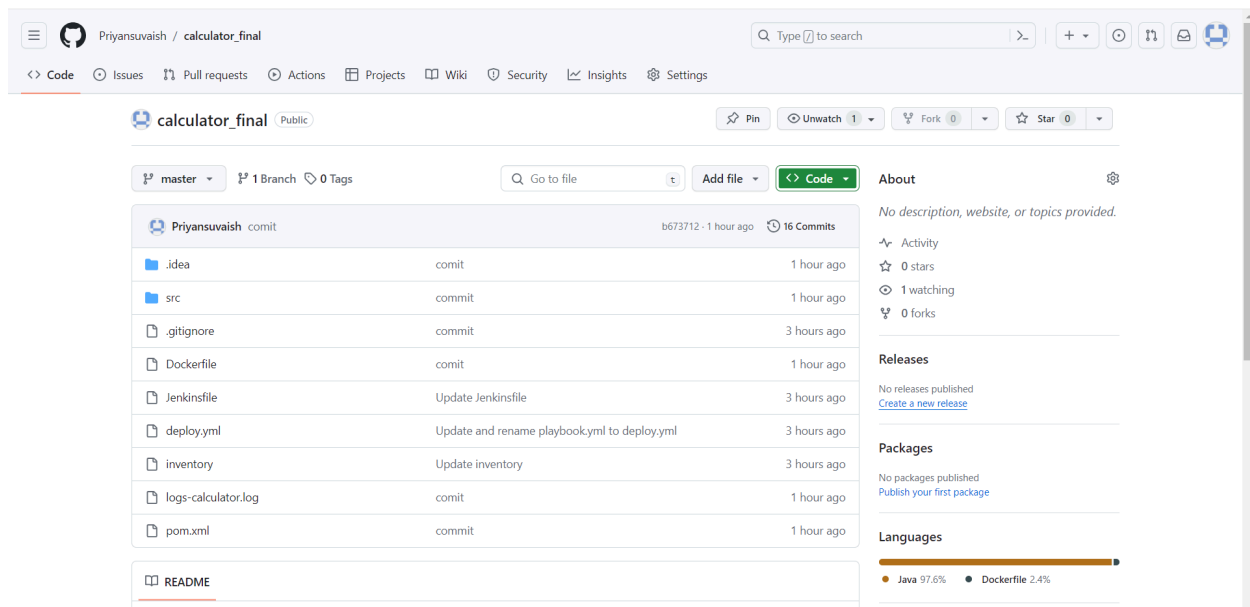 Priyansuvaish / calculator_final
Type / to search
Code Issues Pull requests Actions Projects Wiki Security Insights Settings
calculator_final Public
Pin Unwatch 1 Fork 0 Star 0
master 1 Branch 0 Tags Go to file t Add file Code
Priyansuvaish comit b673712 · 1 hour ago 16 Commits
.idea comit 1 hour ago
src commit 1 hour ago
.gitignore commit 3 hours ago
Dockerfile comit 1 hour ago
Jenkinsfile Update Jenkinsfile 3 hours ago
deploy.yml Update and rename playbook.yml to deploy.yml 3 hours ago
inventory Update inventory 3 hours ago
logs-calculator.log comit 1 hour ago
pom.xml commit 1 hour ago
README
About
No description, website, or topics provided.
Activity
0 stars
1 watching
0 forks
Releases
No releases published
Create a new release
Packages
No packages published
Publish your first package
Languages
Java 97.6% Dockerfile 2.4%